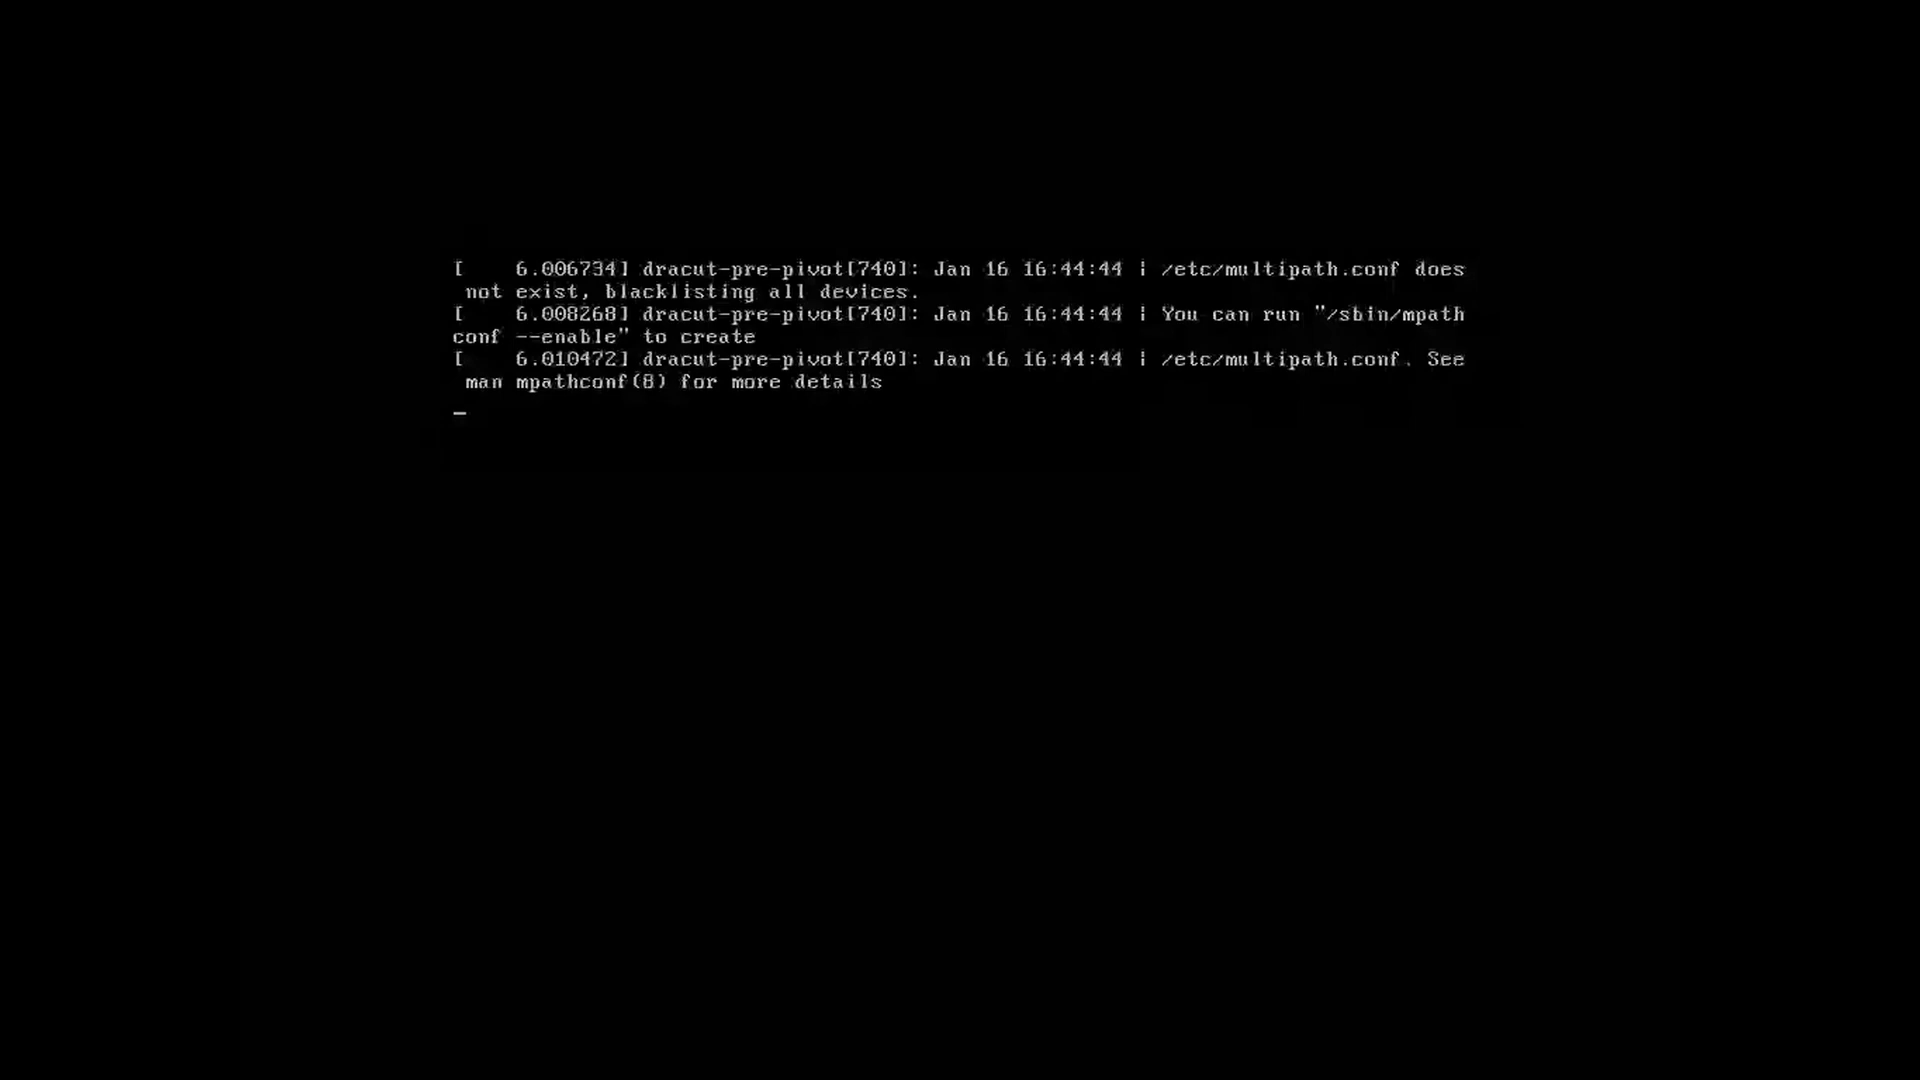 [    6.006734] dracut-pre-pivot[740]: Jan 16 16:44:44 | /etc/multipath.conf does
 not exist, blacklisting all devices.
[    6.008268] dracut-pre-pivot[740]: Jan 16 16:44:44 | You can run "/sbin/mpath
conf --enable" to create
[    6.010472] dracut-pre-pivot[740]: Jan 16 16:44:44 | /etc/multipath.conf. See
 man mpathconf(8) for more details
_